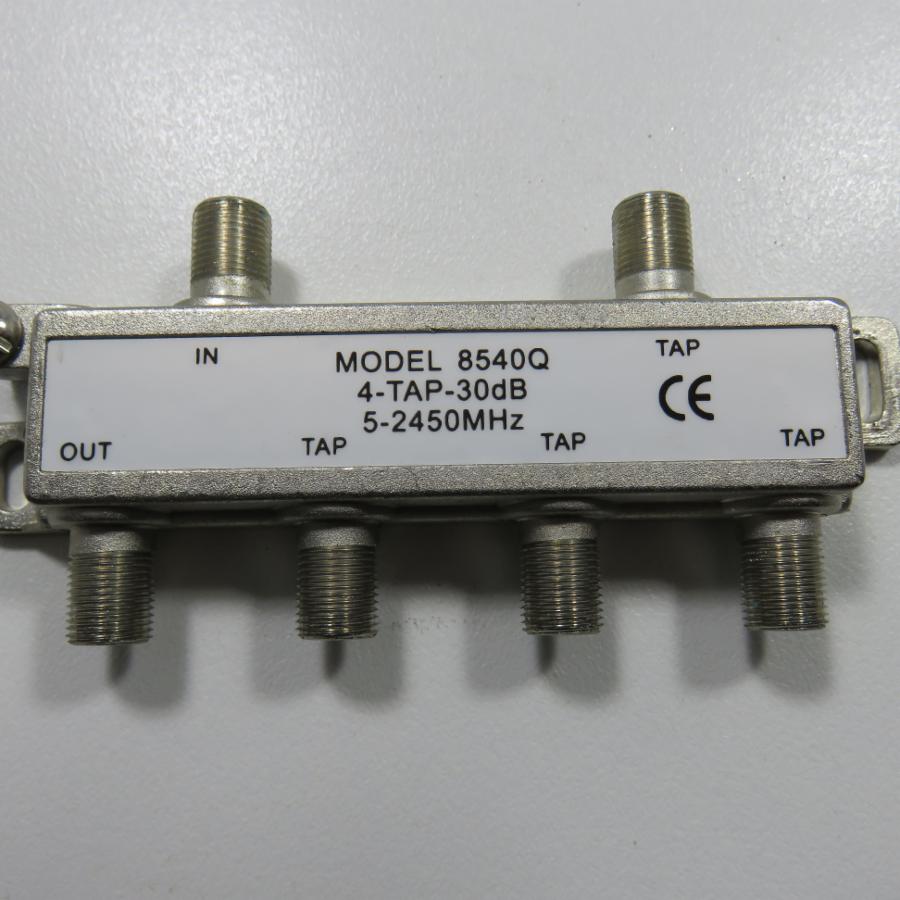 IN
MODEL 8540Q
TAP
4-TAP-30dB
CE
5-2450MHz
OUT
TAP
TAP
TAP